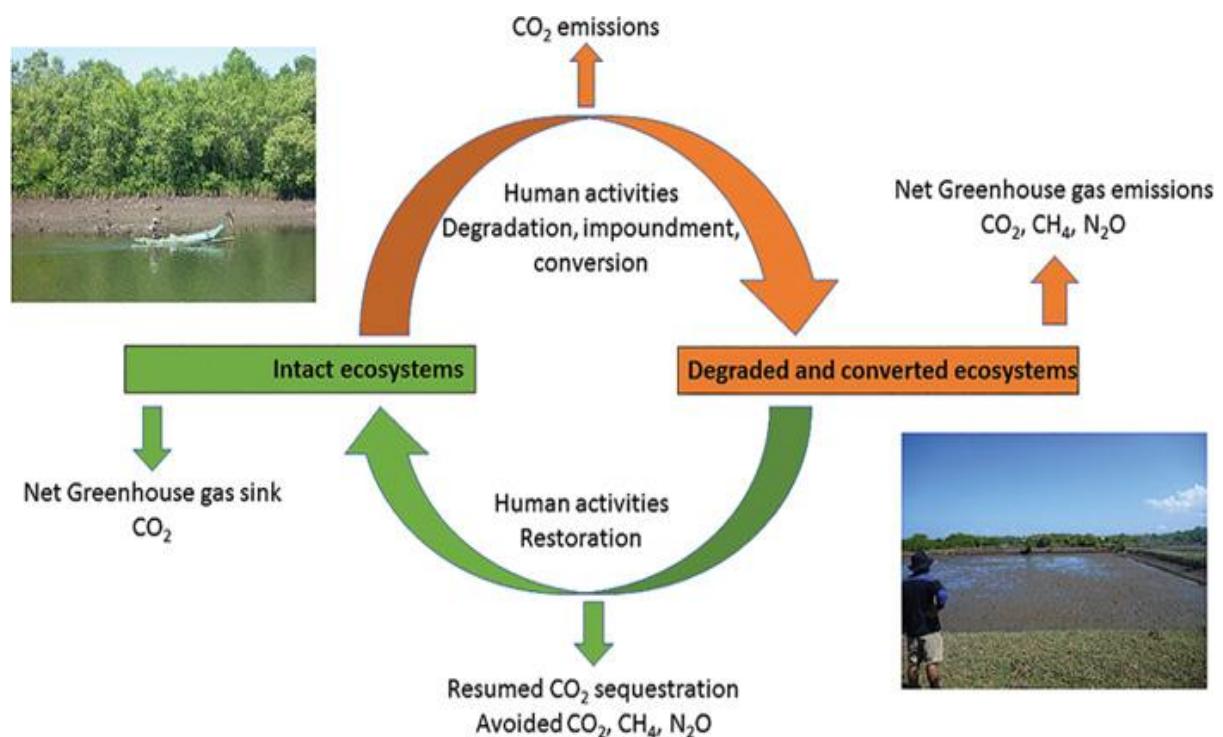 CO₂ emissions
Human activities
Degradation, impoundment,
conversion
Net Greenhouse gas emissions
CO₂, CH₄, N₂O
Intact ecosystems
Degraded and converted ecosystems
Net Greenhouse gas sink
CO₂
Human activities
Restoration
Resumed CO₂ sequestration
Avoided CO₂, CH₄, N₂O